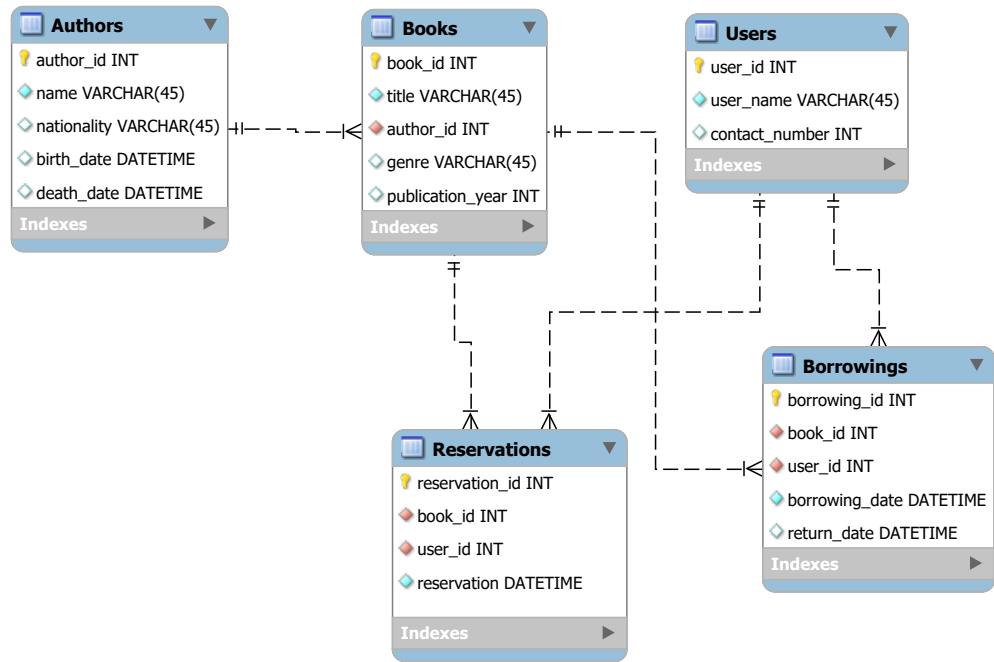 Authors
author_id INT
name VARCHAR(45)
nationality VARCHAR(45)
birth_date DATETIME
death_date DATETIME
Indexes
Books
book_id INT
title VARCHAR(45)
author_id INT
genre VARCHAR(45)
publication_year INT
Indexes
Users
user_id INT
user_name VARCHAR(45)
contact_number INT
Indexes
Reservations
reservation_id INT
book_id INT
user_id INT
reservation DATETIME
Indexes
Borrowings
borrowing_id INT
book_id INT
user_id INT
borrowing_date DATETIME
return_date DATETIME
Indexes